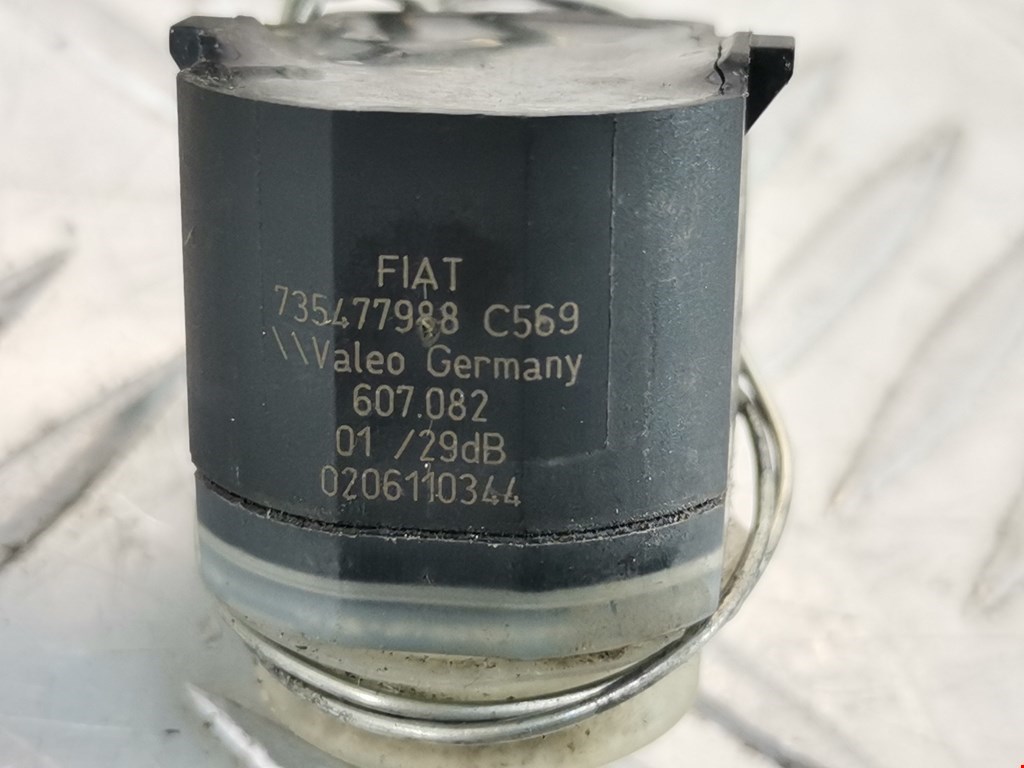 FIAT
735477988 C569
\\Valeo Germany
607.082
01 /29dB
0206110344